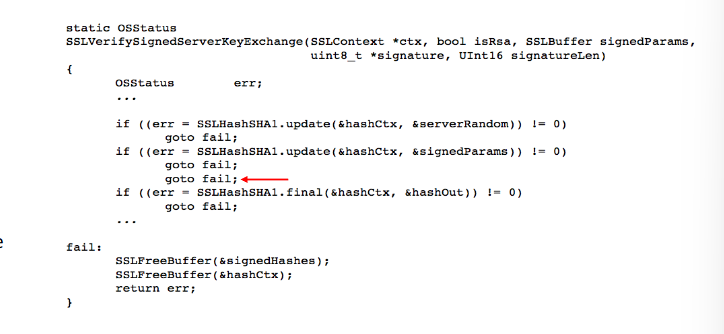 static OSStatus
SSLVerifySignedServerKeyExchange(SSLContext *ctx, bool isRsa, SSLBuffer signedParams,
uint8_t *signature, UInt16 signatureLen)
{
OSStatus err;
...
if ((err = SSLHashSHA1.update(&hashCtx, &serverRandom)) != 0)
goto fail;
if ((err = SSLHashSHA1.update(&hashCtx, &signedParams)) != 0)
goto fail;
goto fail;
if ((err = SSLHashSHA1.final(&hashCtx, &hashOut)) != 0)
goto fail;
...
e
fail:
SSLFreeBuffer(&signedHashes);
SSLFreeBuffer(&hashCtx);
return err;
}